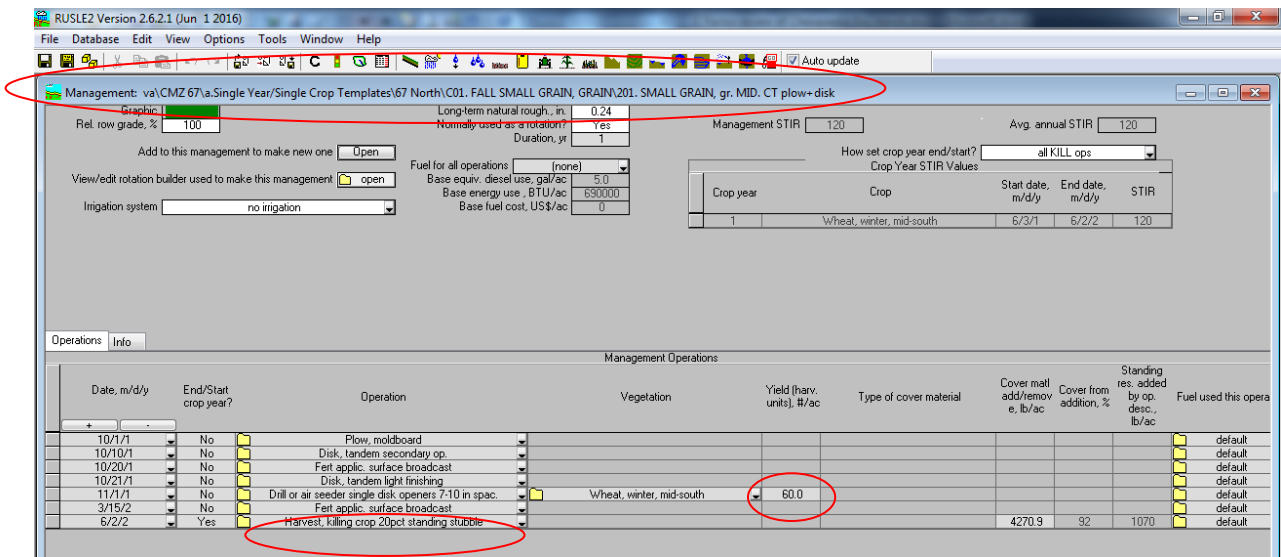 RUSLE2 Version 2.6.2.1 (Jun 1 2016)
File Database Edit View Options Tools Window Help
Auto update
Management: va\CMZ 67\a.Single Year/Single Crop Templates\67 North\C01. FALL SMALL GRAIN, GRAIN\201. SMALL GRAIN, gr. MID. CT plow+disk
Graphic Long-term natural rough., in. 0.24
Rel. row grade, % 100 Normally used as a rotation? Yes Management STIR 120 Avg. annual STIR 120
Duration, yr 1
Add to this management to make new one Open How set crop year end/start? all KILL ops
Fuel for all operations (none) Crop Year STIR Values
View/edit rotation builder used to make this management open Base equiv. diesel use, gal/ac 5.0
Base energy use , BTU/ac 690000 Crop year Crop Start date, m/d/y End date, m/d/y STIR
Irrigation system no irrigation Base fuel cost, US$/ac 0
1 Wheat, winter, mid-south 6/3/1 6/2/2 120
Operations Info
Management Operations
Date, m/d/y End/Start crop year? Operation Vegetation Yield (harv. units), #/ac Type of cover material Cover matl add/remov e, lb/ac Cover from addition, % Standing res. added by op. desc., lb/ac Fuel used this opera
+ -
10/1/1 No Plow, moldboard default
10/10/1 No Disk, tandem secondary op. default
10/20/1 No Fert applic. surface broadcast default
10/21/1 No Disk, tandem light finishing default
11/1/1 No Drill or air seeder single disk openers 7-10 in spac. Wheat, winter, mid-south 60.0 default
3/15/2 No Fert applic. surface broadcast default
6/2/2 Yes Harvest, killing crop 20pct standing stubble 4270.9 92 1070 default